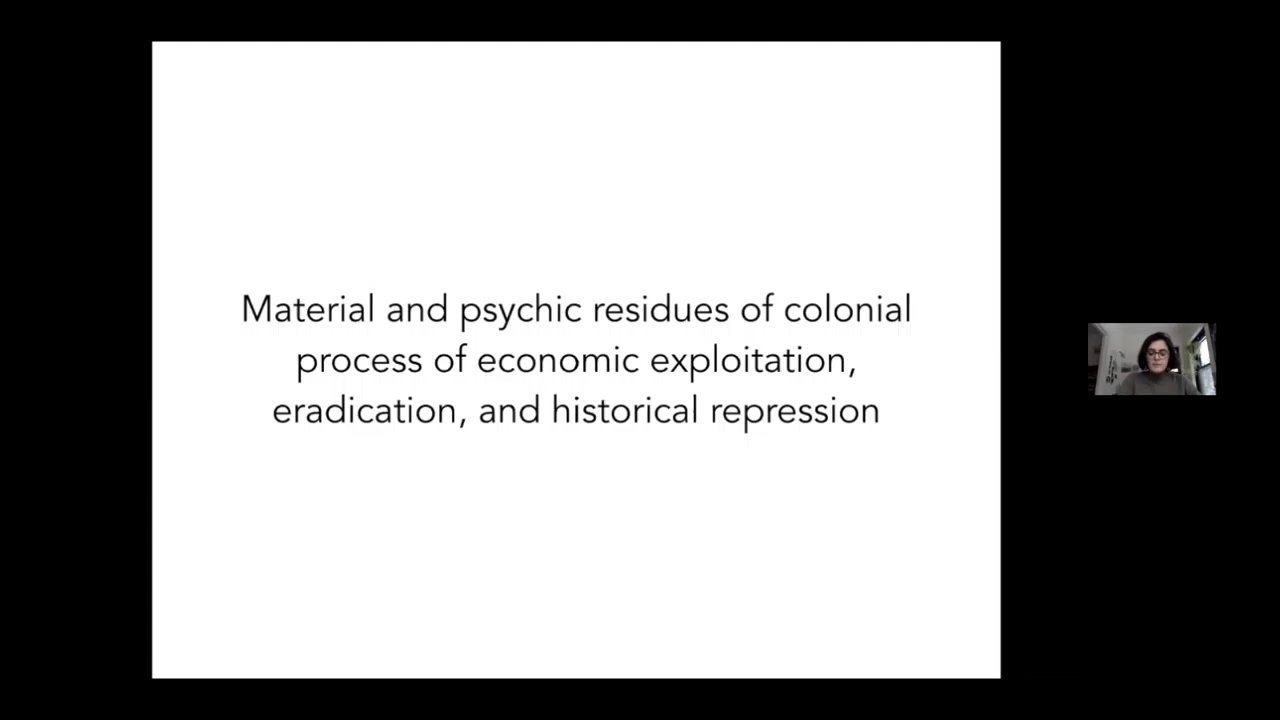 Material and psychic residues of colonial
process of economic exploitation,
eradication, and historical repression